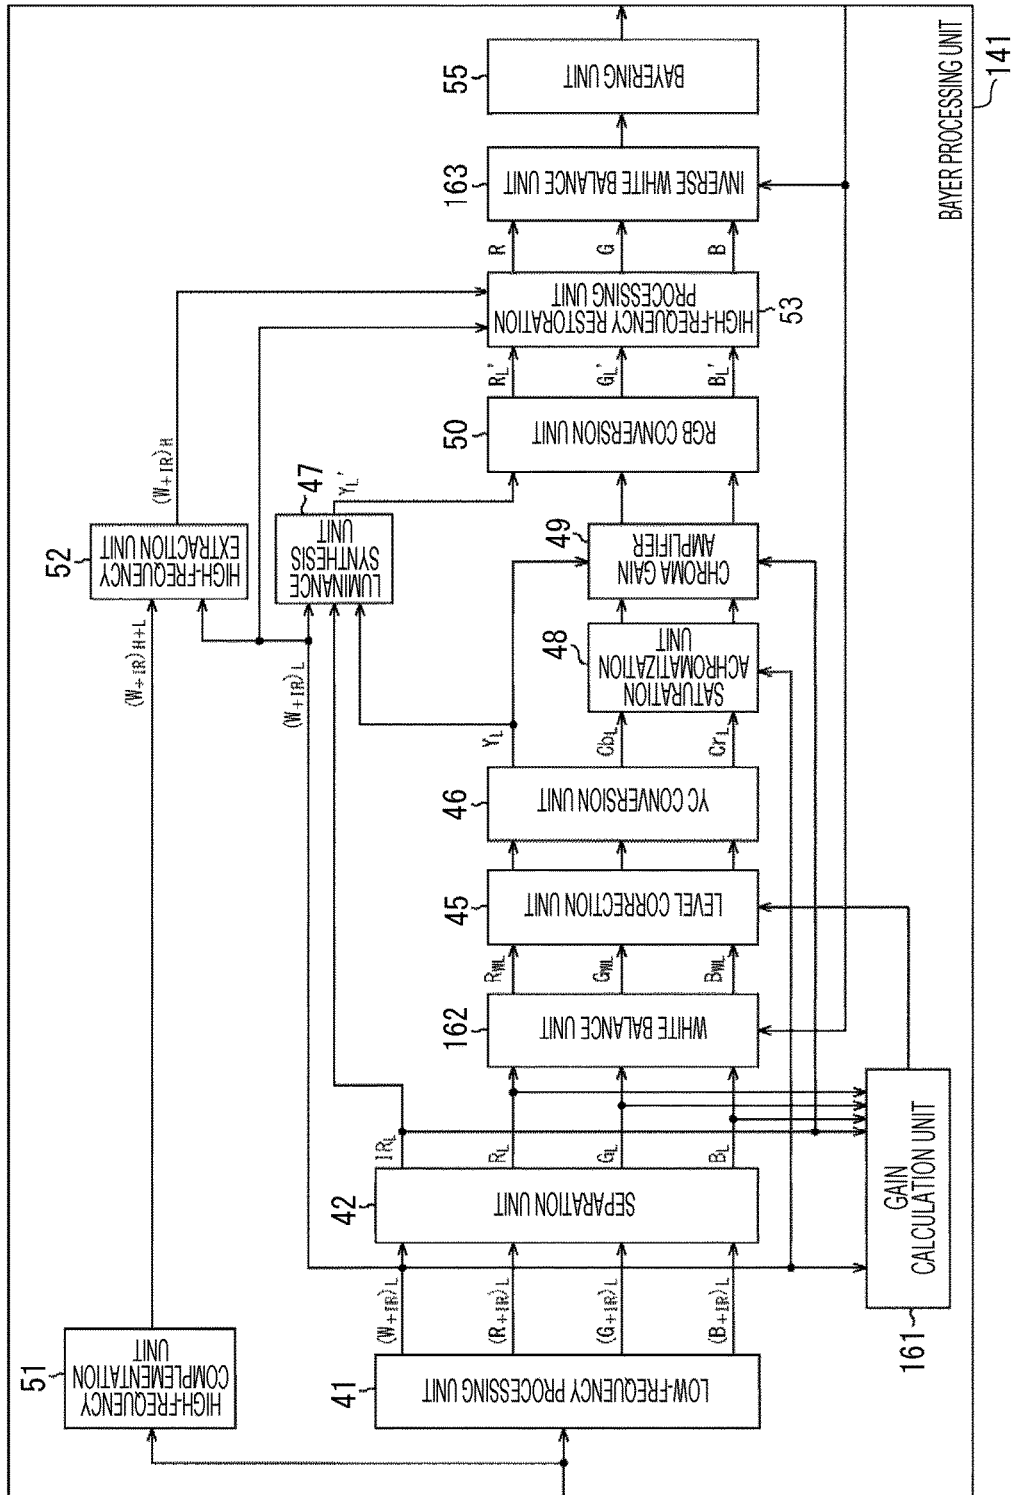 BAYER PROCESSING UNIT
141
51
HIGH-FREQUENCY
COMPLEMENTATION
UNIT
(W+IR)H+L
52
HIGH-FREQUENCY
EXTRACTION UNIT
(W+IR)H
41
LOW-FREQUENCY PROCESSING UNIT
(W+IR)L
(R+IR)L
(G+IR)L
(B+IR)L
42
SEPARATION UNIT
IRL
RL
GL
BL
(W+IR)L
161
GAIN
CALCULATION UNIT
162
WHITE BALANCE UNIT
RWL
GWL
BWL
45
LEVEL CORRECTION UNIT
46
YC CONVERSION UNIT
YL
CbL
CrL
47
LUMINANCE
SYNTHESIS
UNIT
YL'
48
SATURATION
ACHROMATIZATION
UNIT
49
CHROMA GAIN
AMPLIFIER
50
RGB CONVERSION UNIT
RL'
GL'
BL'
HIGH-FREQUENCY RESTORATION
PROCESSING UNIT
53
R
G
B
163
INVERSE WHITE BALANCE UNIT
55
BAYERING UNIT